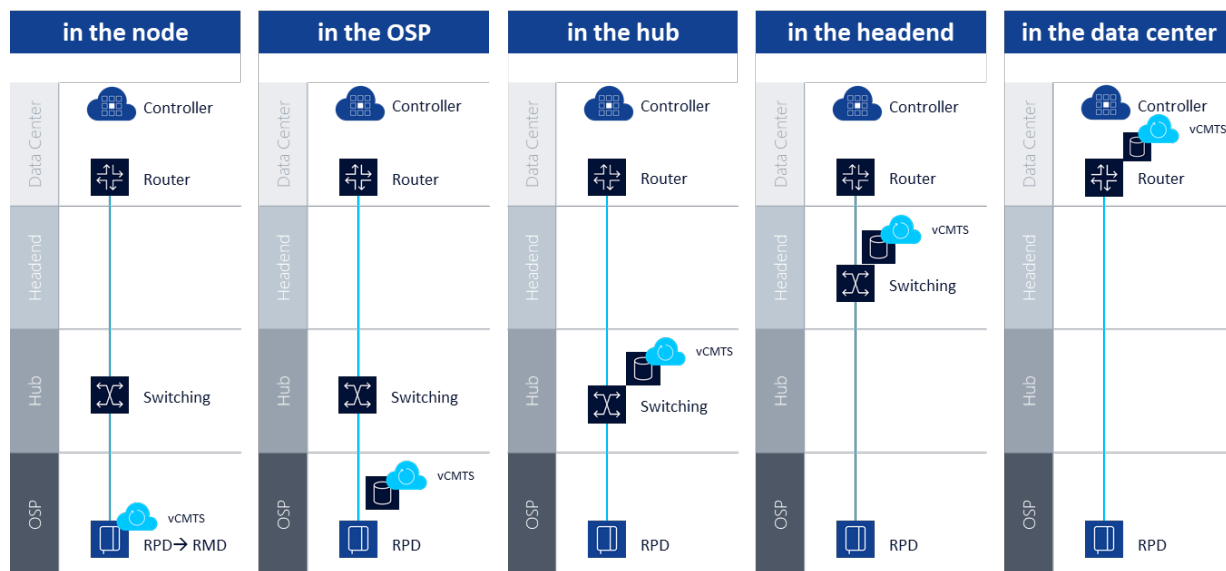 in the node
in the OSP
in the hub
in the headend
in the data center
Data Center
Controller
Router
Headend
Hub
Switching
OSP
vCMTS
RPD→ RMD
Data Center
Controller
Router
Headend
Hub
Switching
OSP
vCMTS
RPD
Data Center
Controller
Router
Headend
Hub
vCMTS
Switching
OSP
RPD
Data Center
Controller
Router
Headend
vCMTS
Switching
Hub
OSP
RPD
Data Center
Controller
vCMTS
Router
Headend
Hub
OSP
RPD